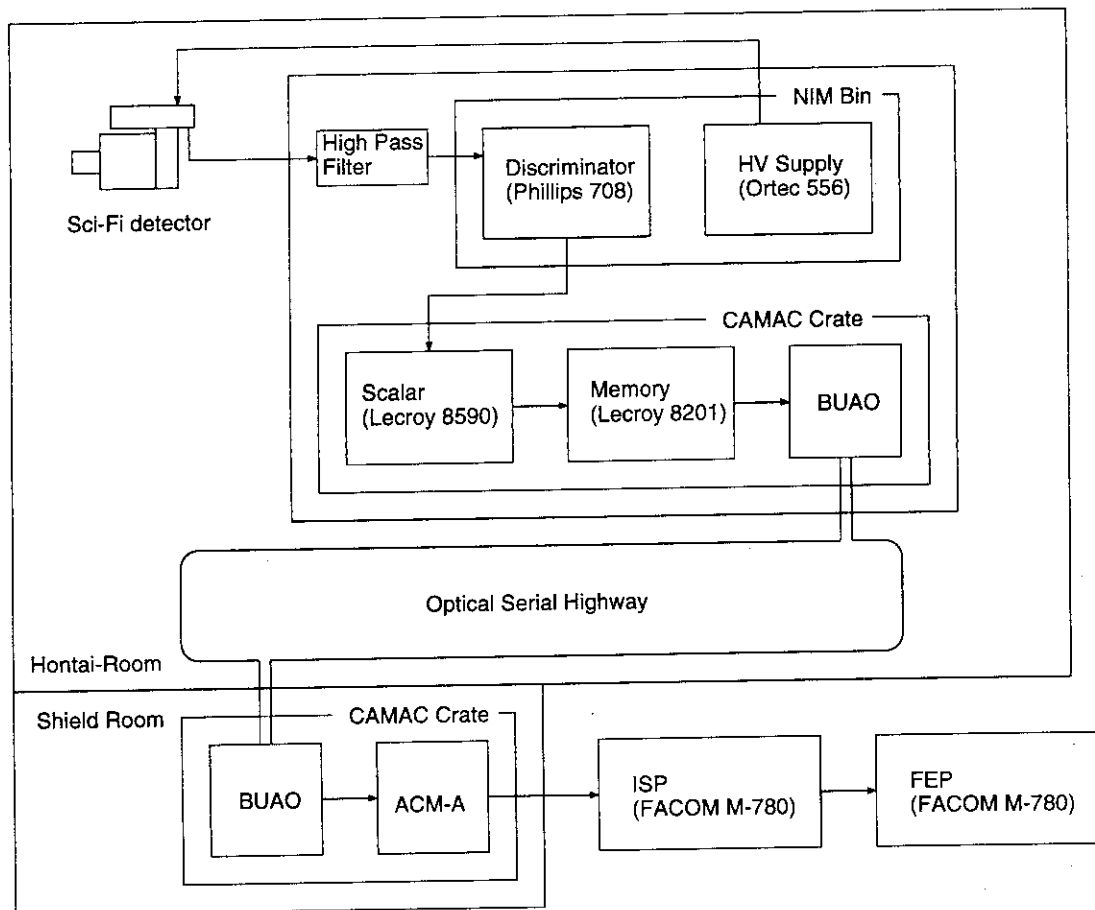 NIM Bin
High Pass
Filter
Discriminator
(Phillips 708)
HV Supply
(Ortec 556)
Sci-Fi detector
CAMAC Crate
Scalar
(Lecroy 8590)
Memory
(Lecroy 8201)
BUAO
Optical Serial Highway
Hontai-Room
Shield Room
CAMAC Crate
BUAO
ACM-A
ISP
(FACOM M-780)
FEP
(FACOM M-780)